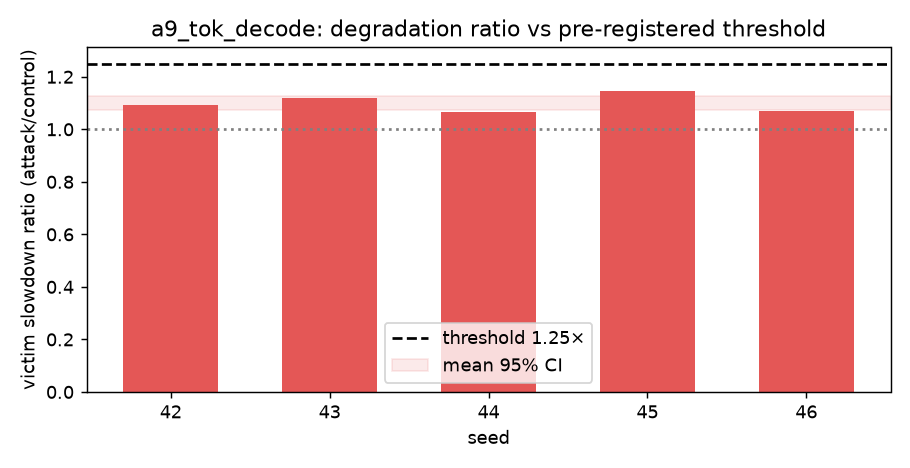 a9_tok_decode: degradation ratio vs pre-registered threshold
victim slowdown ratio (attack/control)
1.2
1.0
0.8
0.6
0.4
0.2
0.0
threshold 1.25×
mean 95% CI
42 43 44 45 46
seed